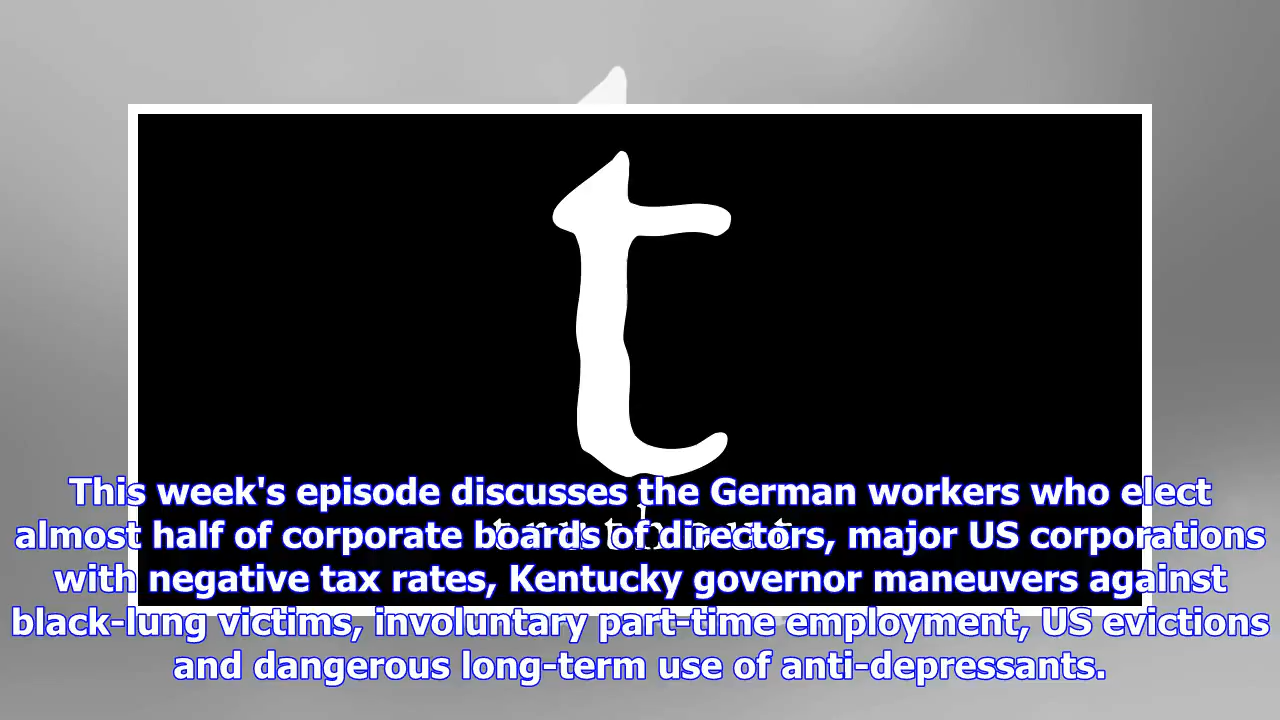 t
This week's episode discusses the German workers who elect
almost half of corporate boards of directors, major US corporations
with negative tax rates, Kentucky governor maneuvers against
black-lung victims, involuntary part-time employment, US evictions
and dangerous long-term use of anti-depressants.